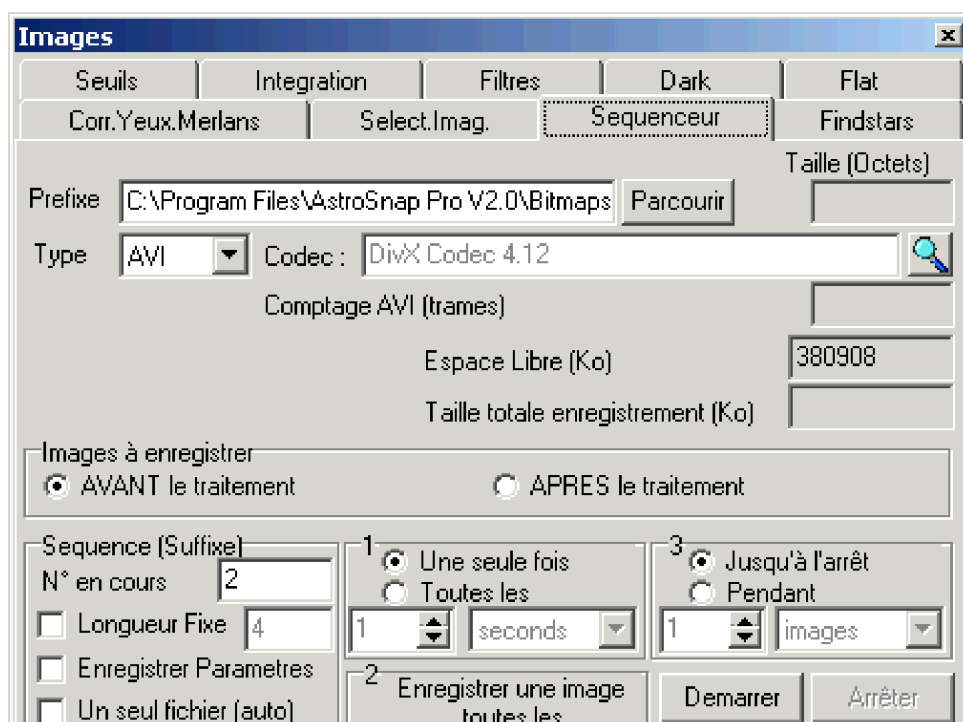 Images
Seuils Integration Filtres Dark Flat
Corr.Yeux.Merlans Select.Imag. Sequenceur Findstars
Taille (Octets)
Prefixe C:\Program Files\AstroSnap Pro V2.0\Bitmaps Parcourir
Type AVI Codec : DivX Codec 4.12
Comptage AVI (trames)
Espace Libre (Ko) 380908
Taille totale enregistrement (Ko)
Images à enregistrer
AVANT le traitement APRES le traitement
Sequence (Suffixe)
N° en cours 2
Longueur Fixe 4
Enregistrer Parametres
Un seul fichier (auto)
1
Une seule fois
Toutes les
1 seconds
2
Enregistrer une image
toutes les
3
Jusqu'à l'arrêt
Pendant
1 images
Demarrer Arrêter